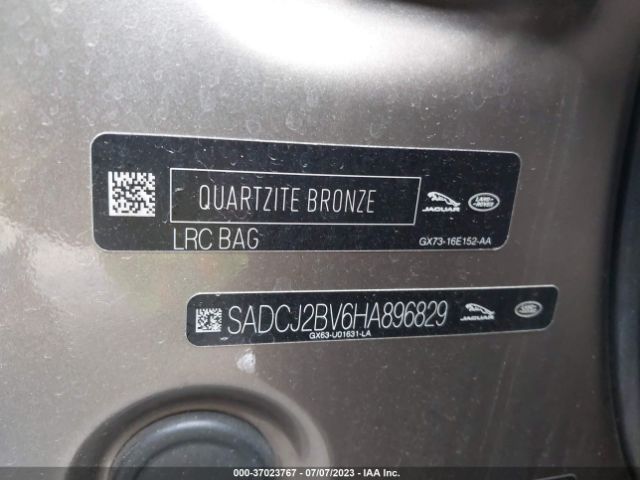 QUARTZITE BRONZE
JAGUAR
LAND ROVER
LRC BAG
GX73-16E152-AA
SADCJ2BV6HA896829
JAGUAR
GX63-U01631-LA
000-37023767 - 07/07/2023 - IAA Inc.